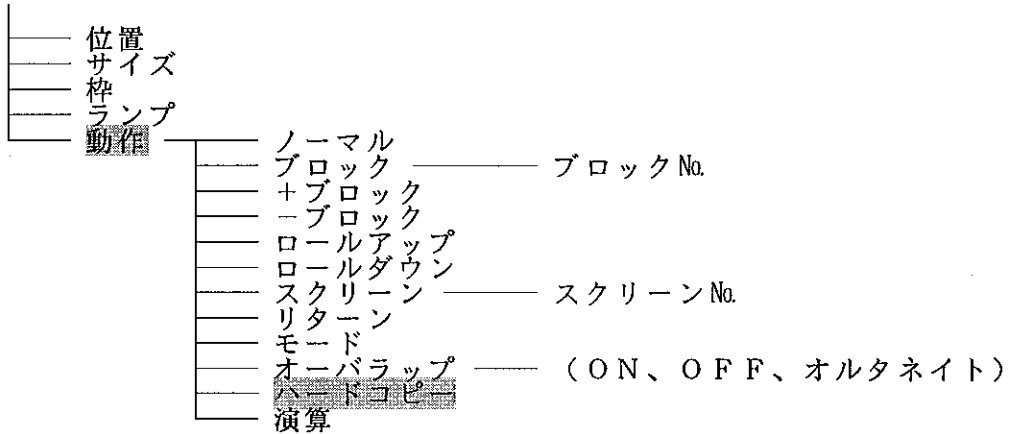 位置
サイズ
枠
ランプ
動作
ノーマル
ブロック ブロック№
+ブロック
-ブロック
ロールアップ
ロールダウン
スクリーン スクリーン№
リターン
モード
オーバラップ (ON、OFF、オルタネイト)
ハードコピー
演算